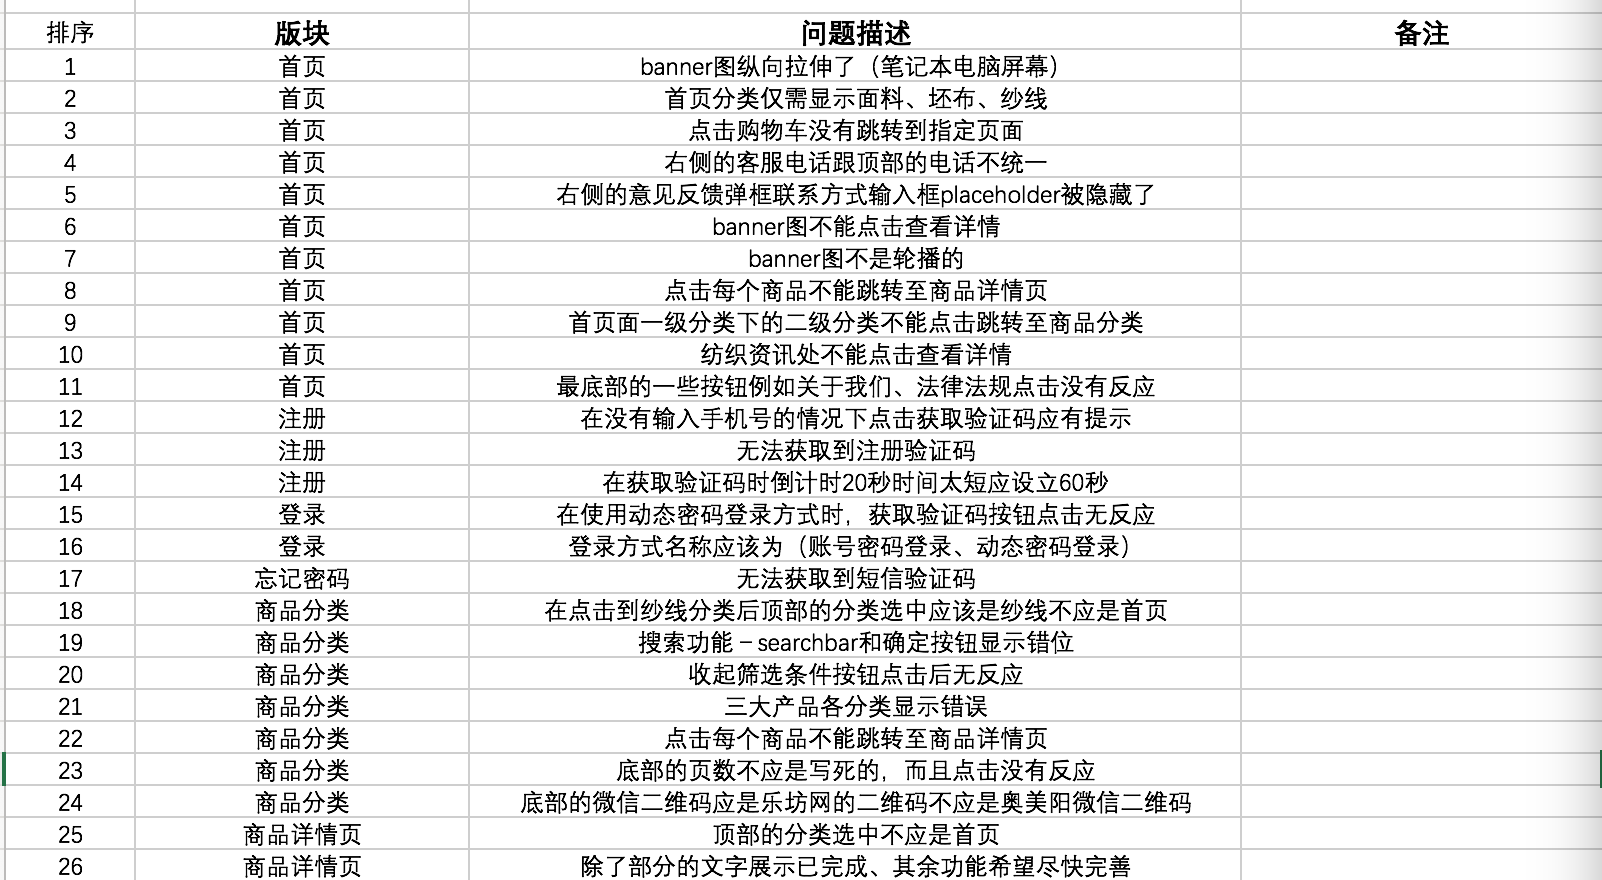 排序 版块 问题描述 备注
1 首页 banner图纵向拉伸了（笔记本电脑屏幕）
2 首页 首页分类仅需显示面料、坯布、纱线
3 首页 点击购物车没有跳转到指定页面
4 首页 右侧的客服电话跟顶部的电话不统一
5 首页 右侧的意见反馈弹框联系方式输入框placeholder被隐藏了
6 首页 banner图不能点击查看详情
7 首页 banner图不是轮播的
8 首页 点击每个商品不能跳转至商品详情页
9 首页 首页面一级分类下的二级分类不能点击跳转至商品分类
10 首页 纺织资讯处不能点击查看详情
11 首页 最底部的一些按钮例如关于我们、法律法规点击没有反应
12 注册 在没有输入手机号的情况下点击获取验证码应有提示
13 注册 无法获取到注册验证码
14 注册 在获取验证码时倒计时20秒时间太短应设立60秒
15 登录 在使用动态密码登录方式时，获取验证码按钮点击无反应
16 登录 登录方式名称应该为（账号密码登录、动态密码登录）
17 忘记密码 无法获取到短信验证码
18 商品分类 在点击到纱线分类后顶部的分类选中应该是纱线不应是首页
19 商品分类 搜索功能 – searchbar和确定按钮显示错位
20 商品分类 收起筛选条件按钮点击后无反应
21 商品分类 三大产品各分类显示错误
22 商品分类 点击每个商品不能跳转至商品详情页
23 商品分类 底部的页数不应是写死的，而且点击没有反应
24 商品分类 底部的微信二维码应是乐坊网的二维码不应是奥美阳微信二维码
25 商品详情页 顶部的分类选中不应是首页
26 商品详情页 除了部分的文字展示已完成、其余功能希望尽快完善